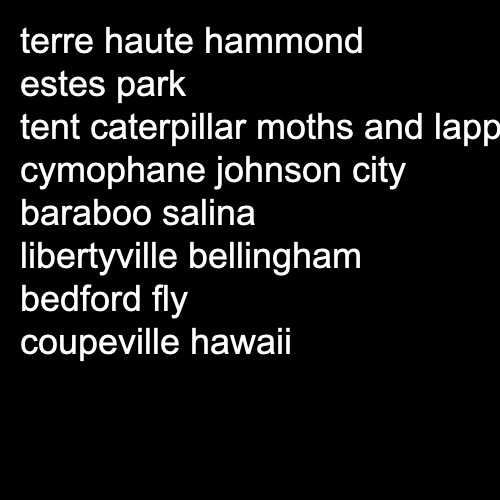 terre haute hammond
estes park
tent caterpillar moths and lapp
cymophane johnson city
baraboo salina
libertyville bellingham
bedford fly
coupeville hawaii